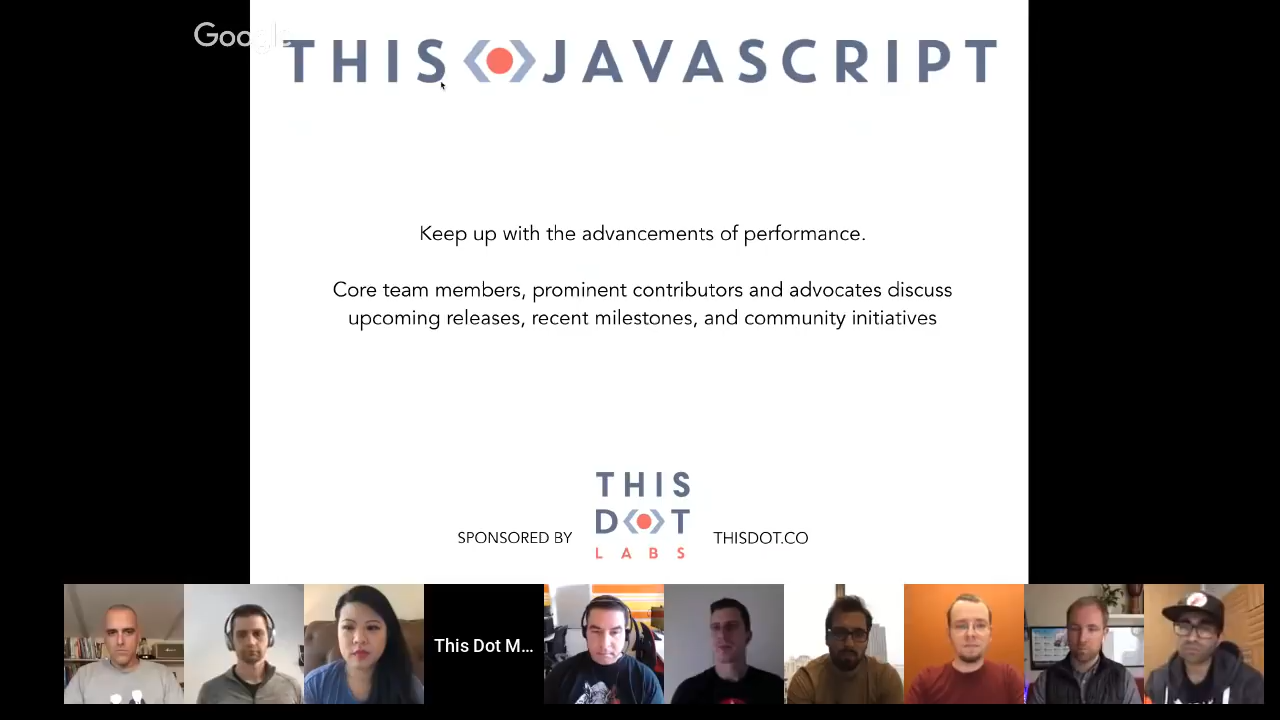 Google
THIS JAVASCRIPT
Keep up with the advancements of performance.
Core team members, prominent contributors and advocates discuss
upcoming releases, recent milestones, and community initiatives
THIS
DOT
LABS
SPONSORED BY
THISDOT.CO
This Dot M...